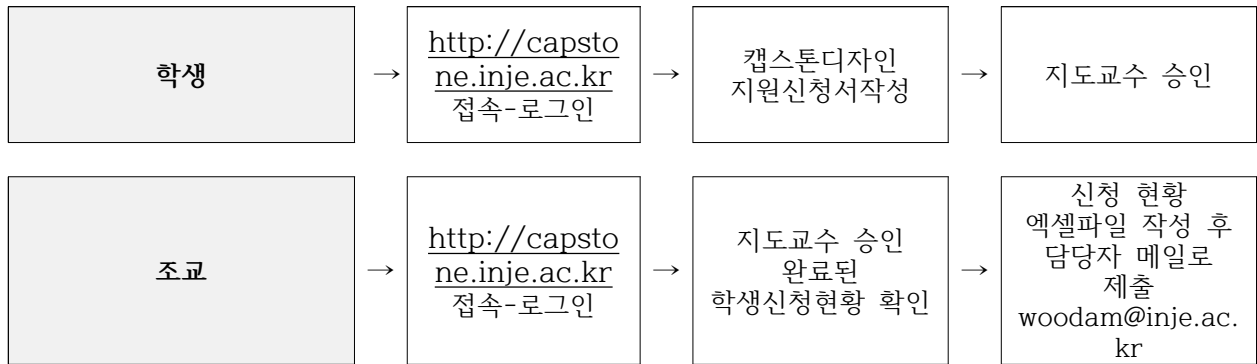 학생
→
http://capsto
ne.inje.ac.kr
접속-로그인
→
캡스톤디자인
지원신청서작성
→
지도교수 승인
조교
→
http://capsto
ne.inje.ac.kr
접속-로그인
→
지도교수 승인
완료된
학생신청현황 확인
→
신청 현황
엑셀파일 작성 후
담당자 메일로
제출
woodam@inje.ac.
kr